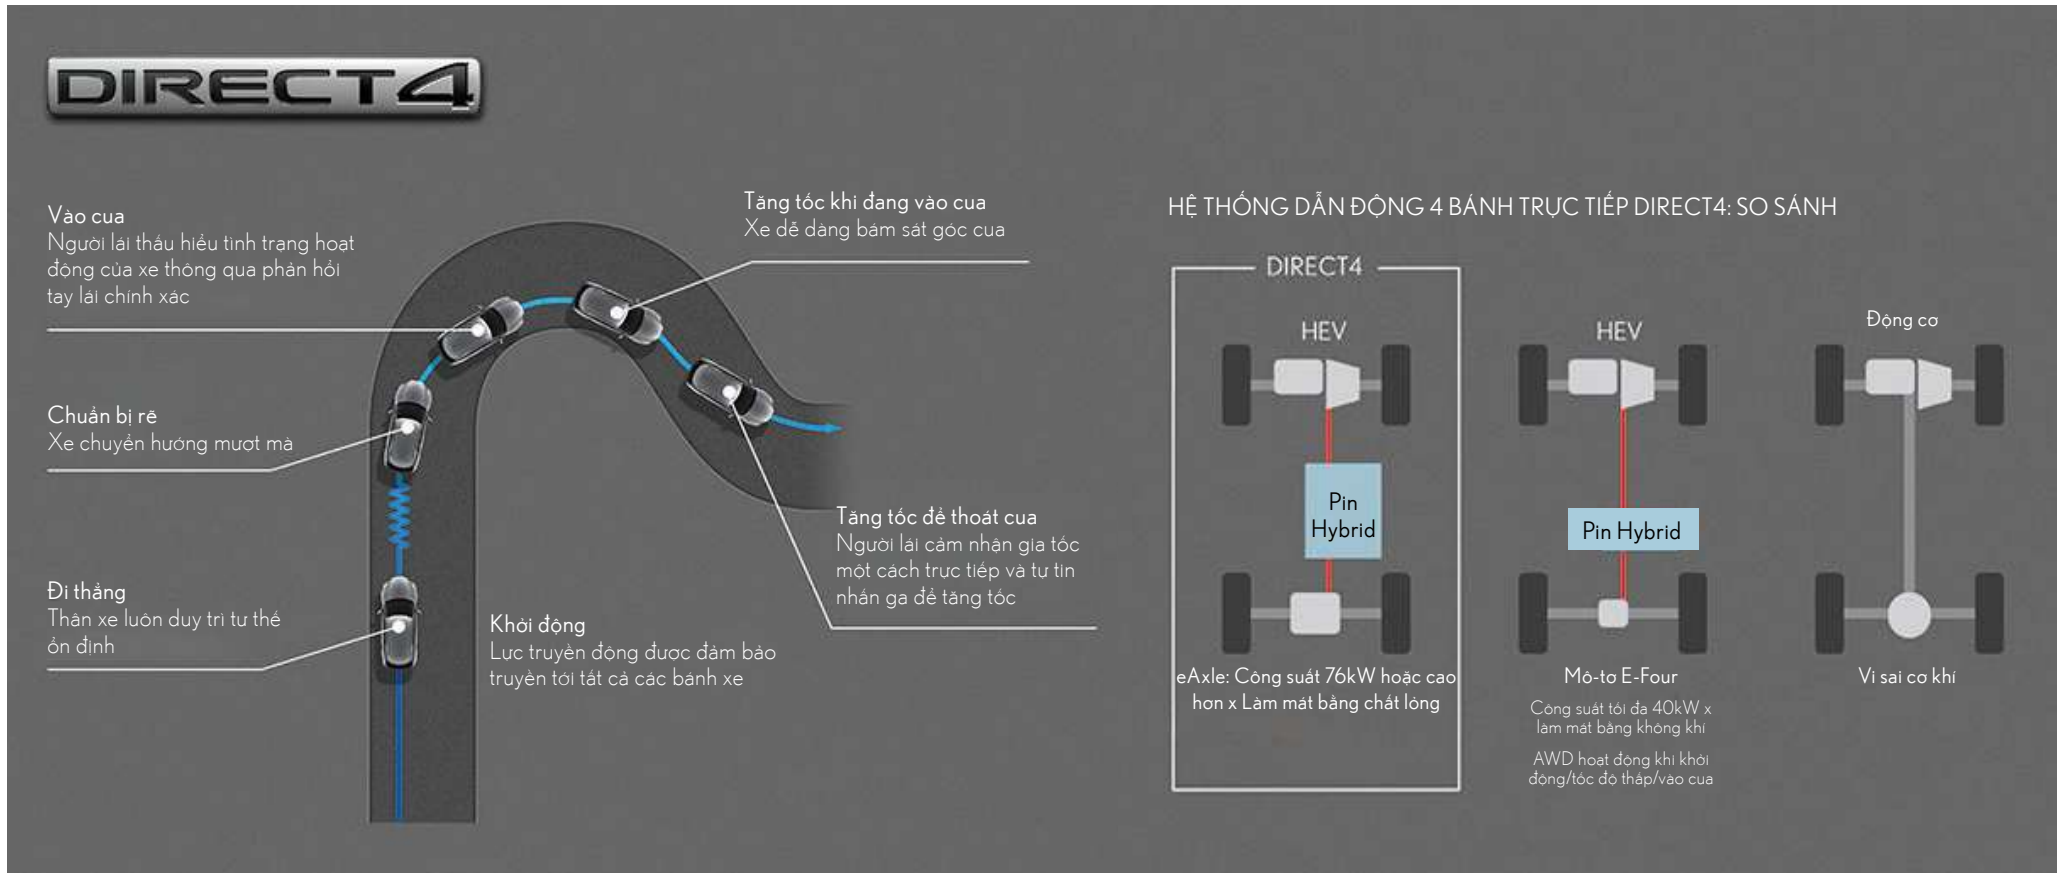 DIRECT4
Vào cua
Người lái thấu hiểu tình trạng hoạt
động của xe thông qua phản hồi
tay lái chính xác
Chuẩn bị rẽ
Xe chuyển hướng mượt mà
Đi thẳng
Thân xe luôn duy trì tư thế
ổn định
Khởi động
Lực truyền động được đảm bảo
truyền tới tất cả các bánh xe
Tăng tốc khi đang vào cua
Xe dễ dàng bám sát góc cua
Tăng tốc để thoát cua
Người lái cảm nhận gia tốc
một cách trực tiếp và tự tin
nhấn ga để tăng tốc
HỆ THỐNG DẪN ĐỘNG 4 BÁNH TRỰC TIẾP DIRECT4: SO SÁNH
DIRECT4
HEV
Pin
Hybrid
eAxle: Công suất 76kW hoặc cao
hơn x Làm mát bằng chất lỏng
HEV
Pin Hybrid
Mô-tơ E-Four
Công suất tối đa 40kW x
làm mát bằng không khí
AWD hoạt động khi khởi
động/tốc độ thấp/vào cua
Động cơ
Vi sai cơ khí